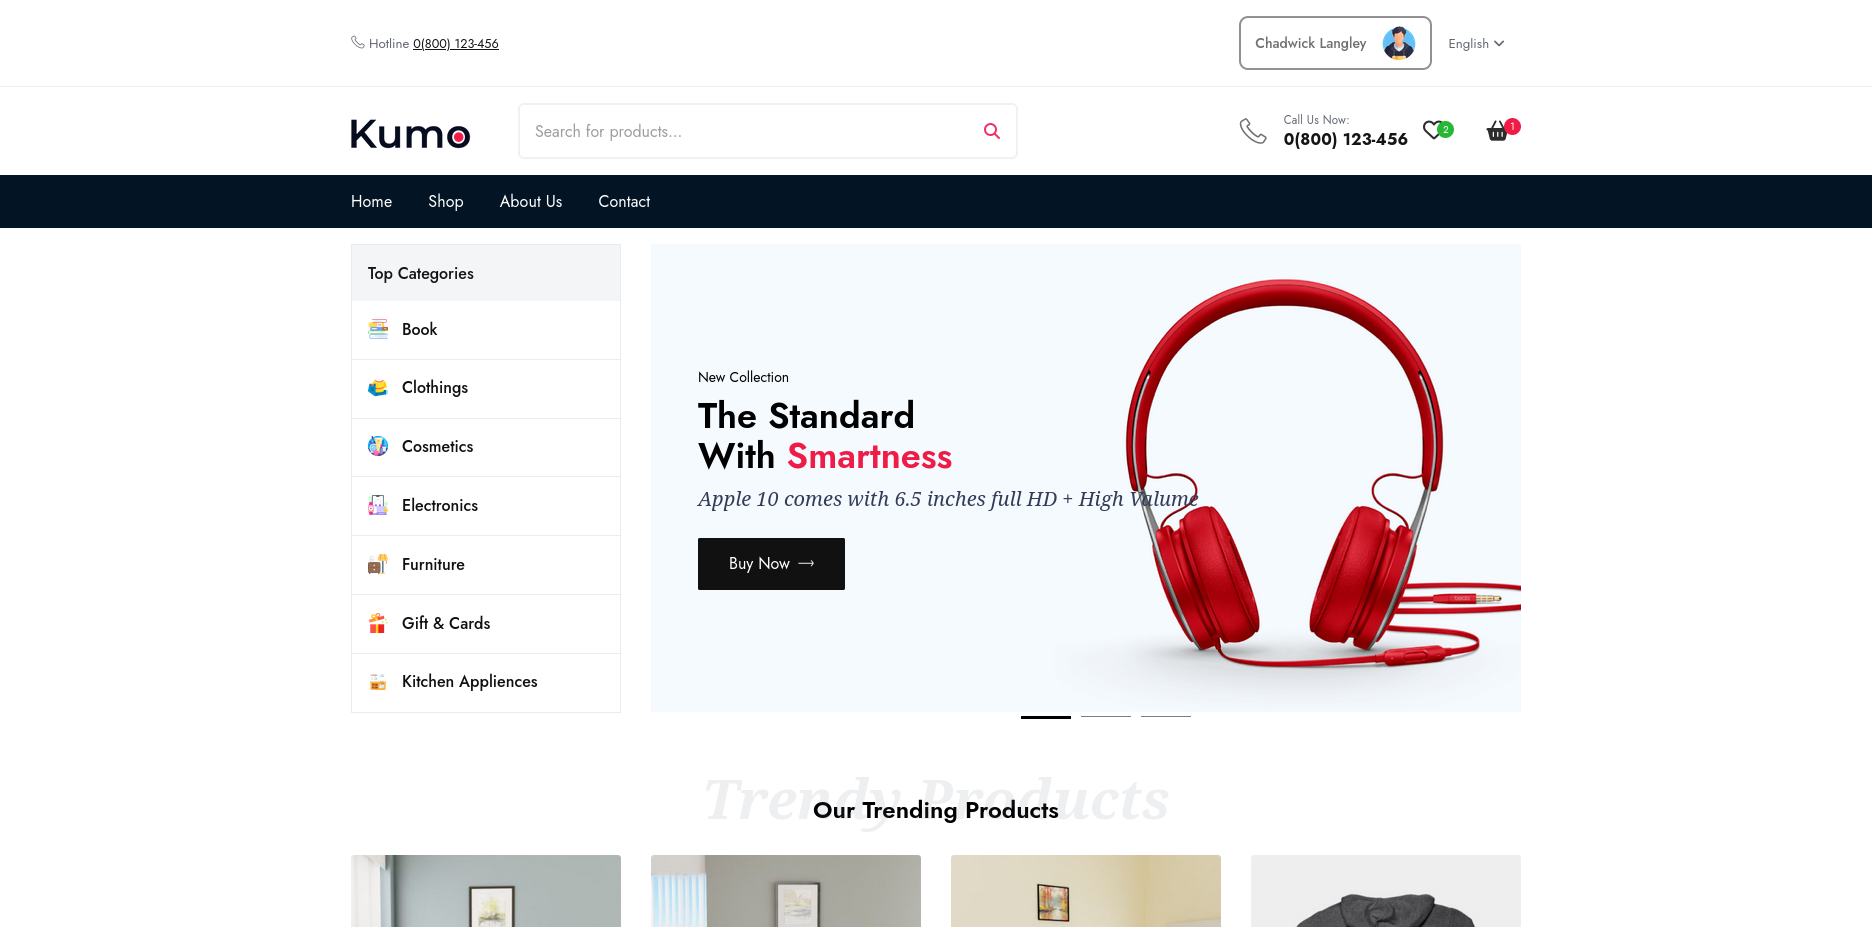 Hotline 0(800) 123-456
Chadwick Langley
English
Kumo
Search for products...
Call Us Now:
0(800) 123-456
2
1
Home
Shop
About Us
Contact
Top Categories
Book
Clothings
Cosmetics
Electronics
Furniture
Gift & Cards
Kitchen Appliences
New Collection
The Standard
With Smartness
Apple 10 comes with 6.5 inches full HD + High Valume
Buy Now
beats
Trendy Products
Our Trending Products